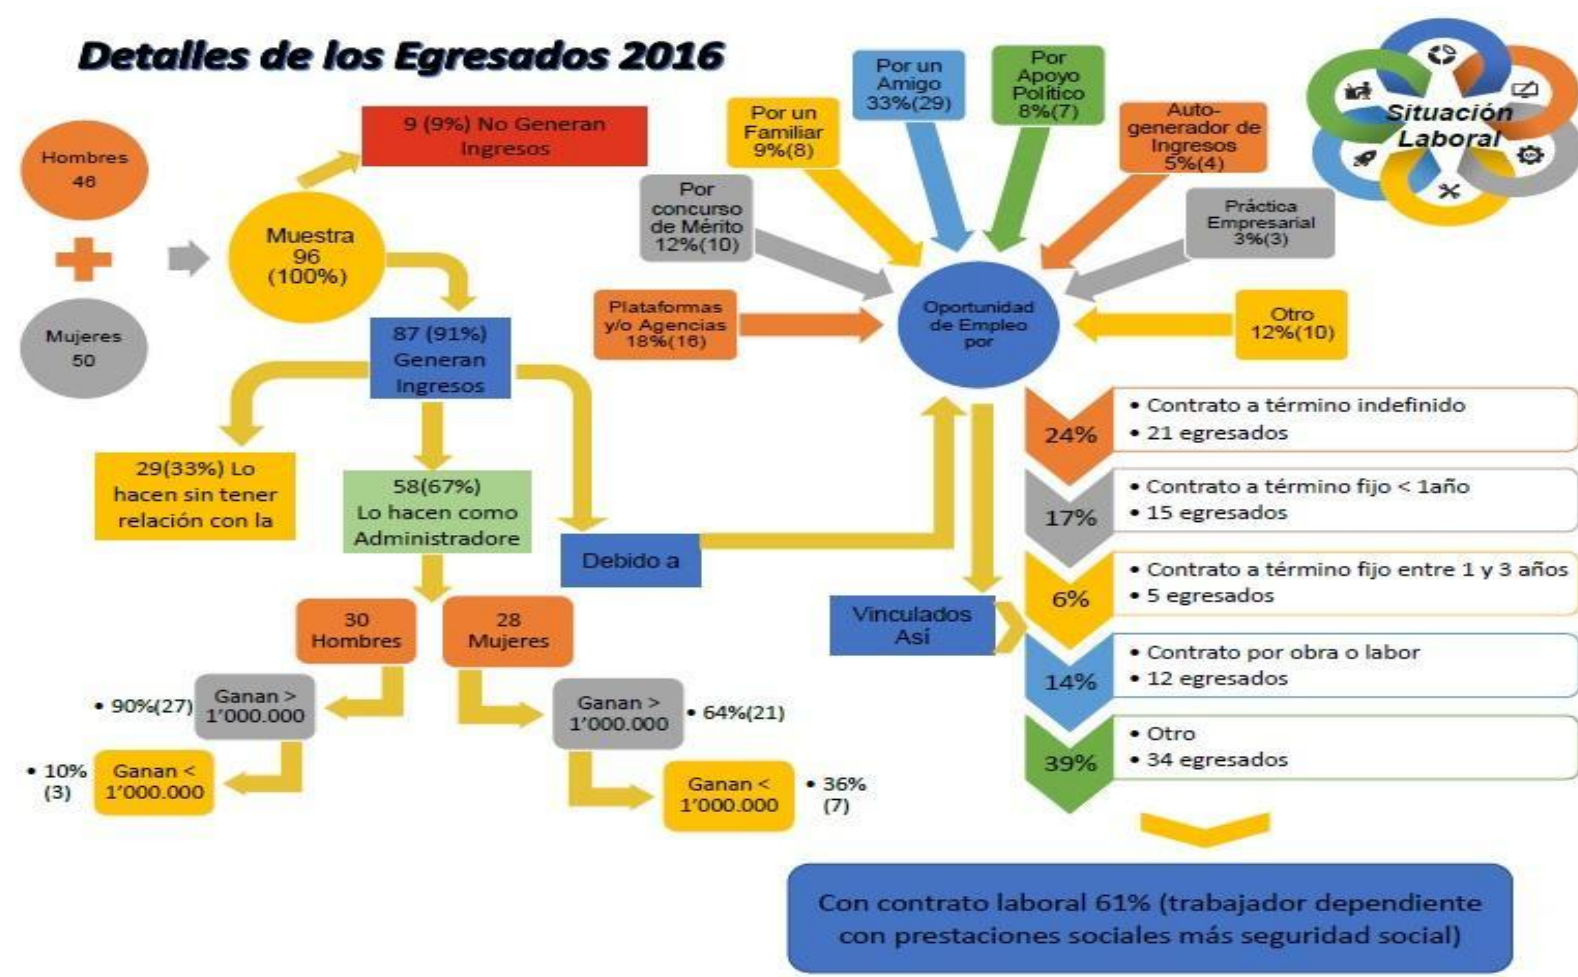 Detalles de los Egresados 2016
Hombres
46
Mujeres
50
Muestra
96
(100%)
9 (9%) No Generan
Ingresos
87 (91%)
Generan
Ingresos
29(33%) Lo
hacen sin tener
relación con la
58(67%)
Lo hacen como
Administradore
Debido a
30
Hombres
28
Mujeres
• 90%(27)
Ganan >
1'000.000
• 10%
(3)
Ganan <
1'000.000
Ganan >
1'000.000
• 64%(21)
Ganan <
1'000.000
• 36%
(7)
Plataformas
y/o Agencias
18%(16)
Por
concurso
de Mérito
12%(10)
Por un
Familiar
9%(8)
Por un
Amigo
33%(29)
Por
Apoyo
Político
8%(7)
Auto-
generador de
Ingresos
5%(4)
Práctica
Empresarial
3%(3)
Otro
12%(10)
Oportunidad
de Empleo
por
Situación
Laboral
Vinculados
Así
24%
• Contrato a término indefinido
• 21 egresados
17%
• Contrato a término fijo < 1año
• 15 egresados
6%
• Contrato a término fijo entre 1 y 3 años
• 5 egresados
14%
• Contrato por obra o labor
• 12 egresados
39%
• Otro
• 34 egresados
Con contrato laboral 61% (trabajador dependiente
con prestaciones sociales más seguridad social)